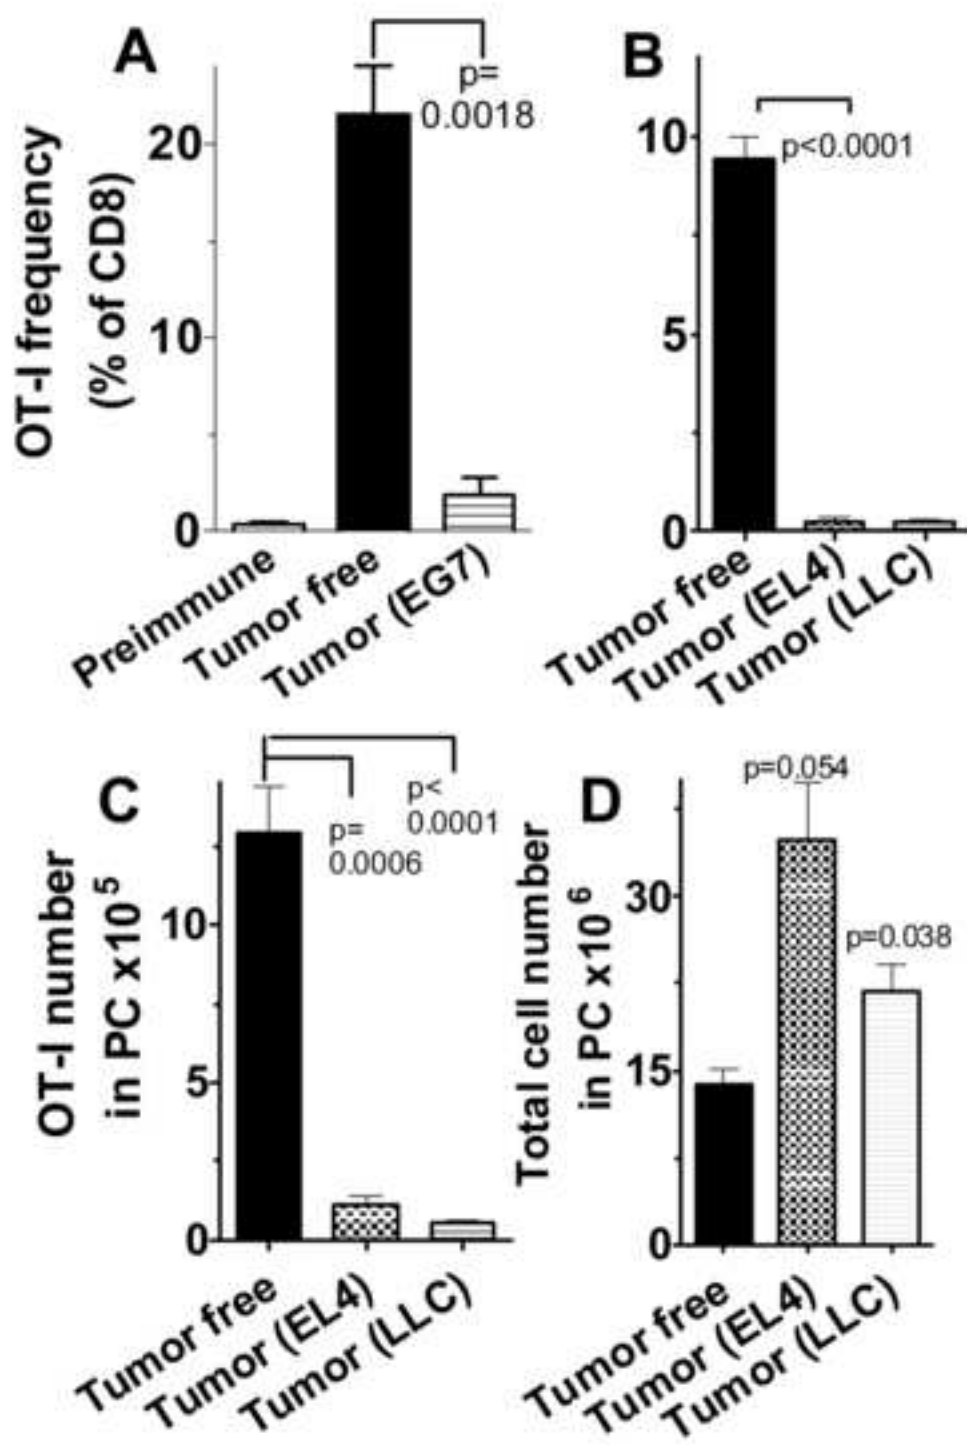 A
OT-I frequency
(% of CD8)
20
10
0
p=
0.0018
Preimmune
Tumor free
Tumor (EG7)
B
10
5
0
p<0.0001
Tumor free
Tumor (EL4)
Tumor (LLC)
C
OT-I number
in PC x10^5
10
5
0
p=
0.0006
p<
0.0001
Tumor free
Tumor (EL4)
Tumor (LLC)
D
Total cell number
in PC x10^6
30
15
0
p=0.054
p=0.038
Tumor free
Tumor (EL4)
Tumor (LLC)